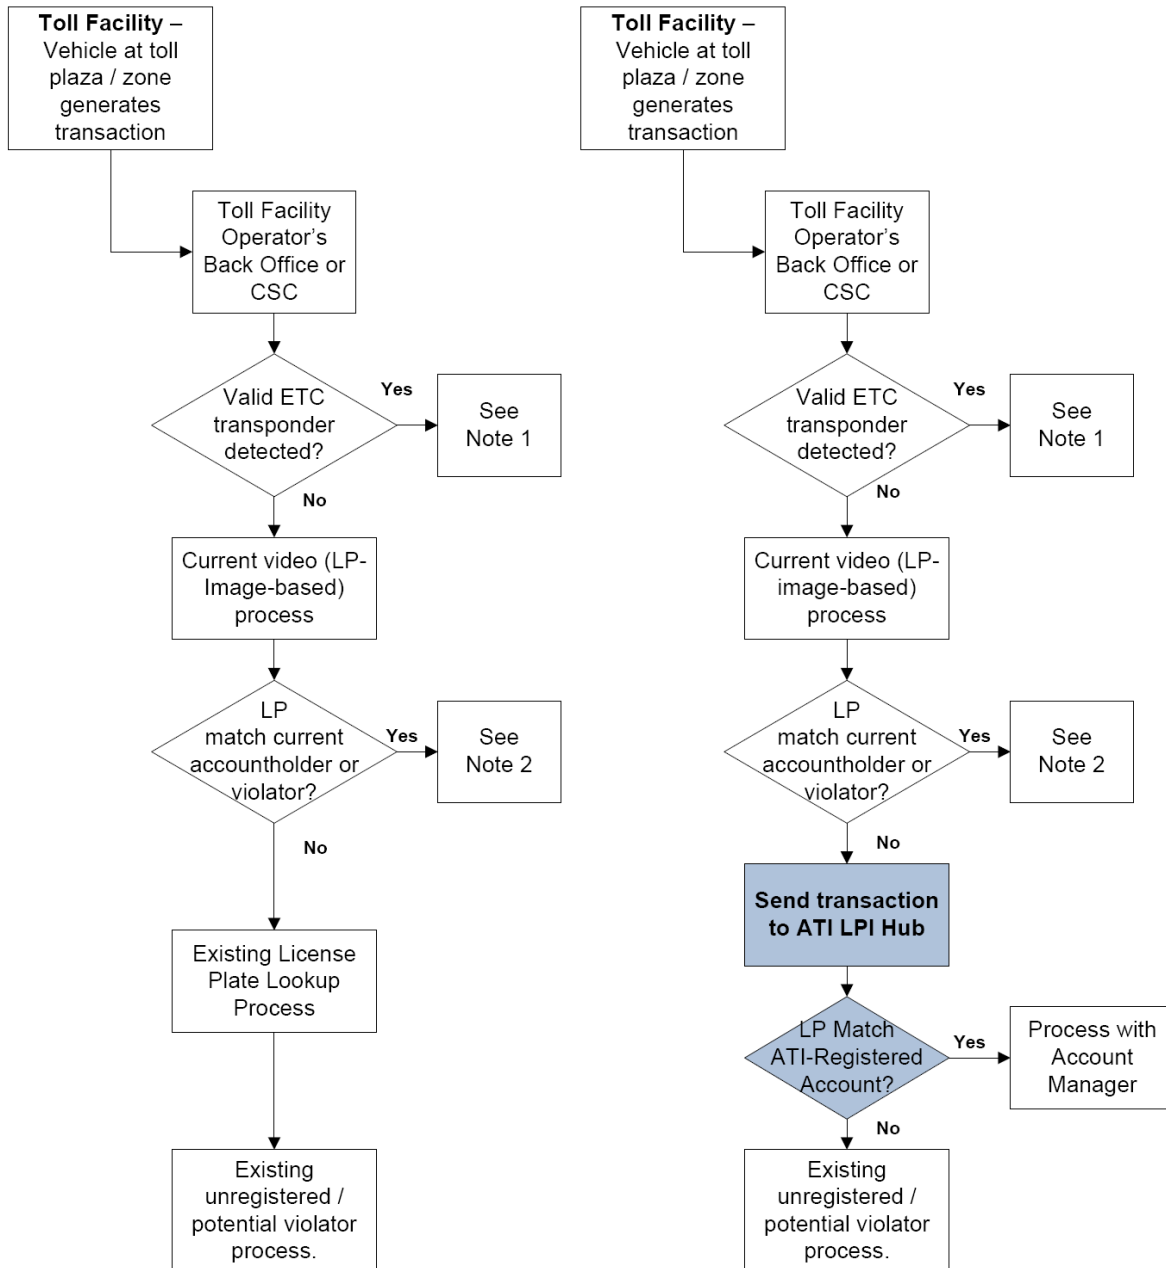 Toll Facility –
Vehicle at toll
plaza / zone
generates
transaction
Toll Facility
Operator's
Back Office or
CSC
Valid ETC
transponder
detected?
Yes
See
Note 1
No
Current video (LP-
Image-based)
process
LP
match current
accountholder or
violator?
Yes
See
Note 2
No
Existing License
Plate Lookup
Process
Existing
unregistered /
potential violator
process.
Toll Facility –
Vehicle at toll
plaza / zone
generates
transaction
Toll Facility
Operator's
Back Office or
CSC
Valid ETC
transponder
detected?
Yes
See
Note 1
No
Current video (LP-
image-based)
process
LP
match current
accountholder or
violator?
Yes
See
Note 2
No
Send transaction
to ATI LPI Hub
LP Match
ATI-Registered
Account?
Yes
Process with
Account
Manager
No
Existing
unregistered /
potential violator
process.